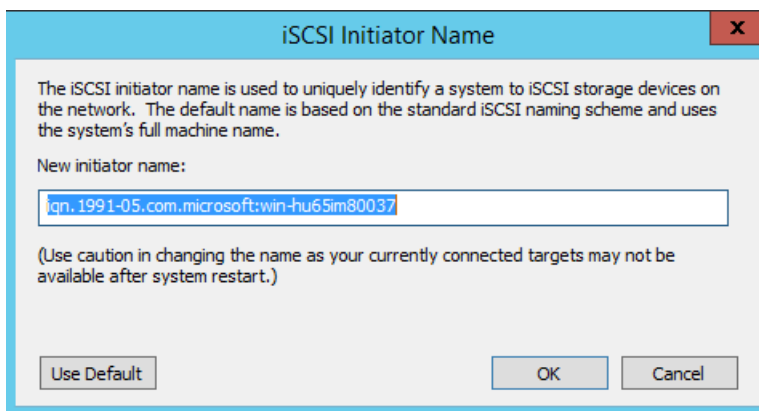 iSCSI Initiator Name
x
The iSCSI initiator name is used to uniquely identify a system to iSCSI storage devices on
the network.  The default name is based on the standard iSCSI naming scheme and uses
the system's full machine name.
New initiator name:
iqn.1991-05.com.microsoft:win-hu65im80037
(Use caution in changing the name as your currently connected targets may not be
available after system restart.)
Use Default
OK
Cancel